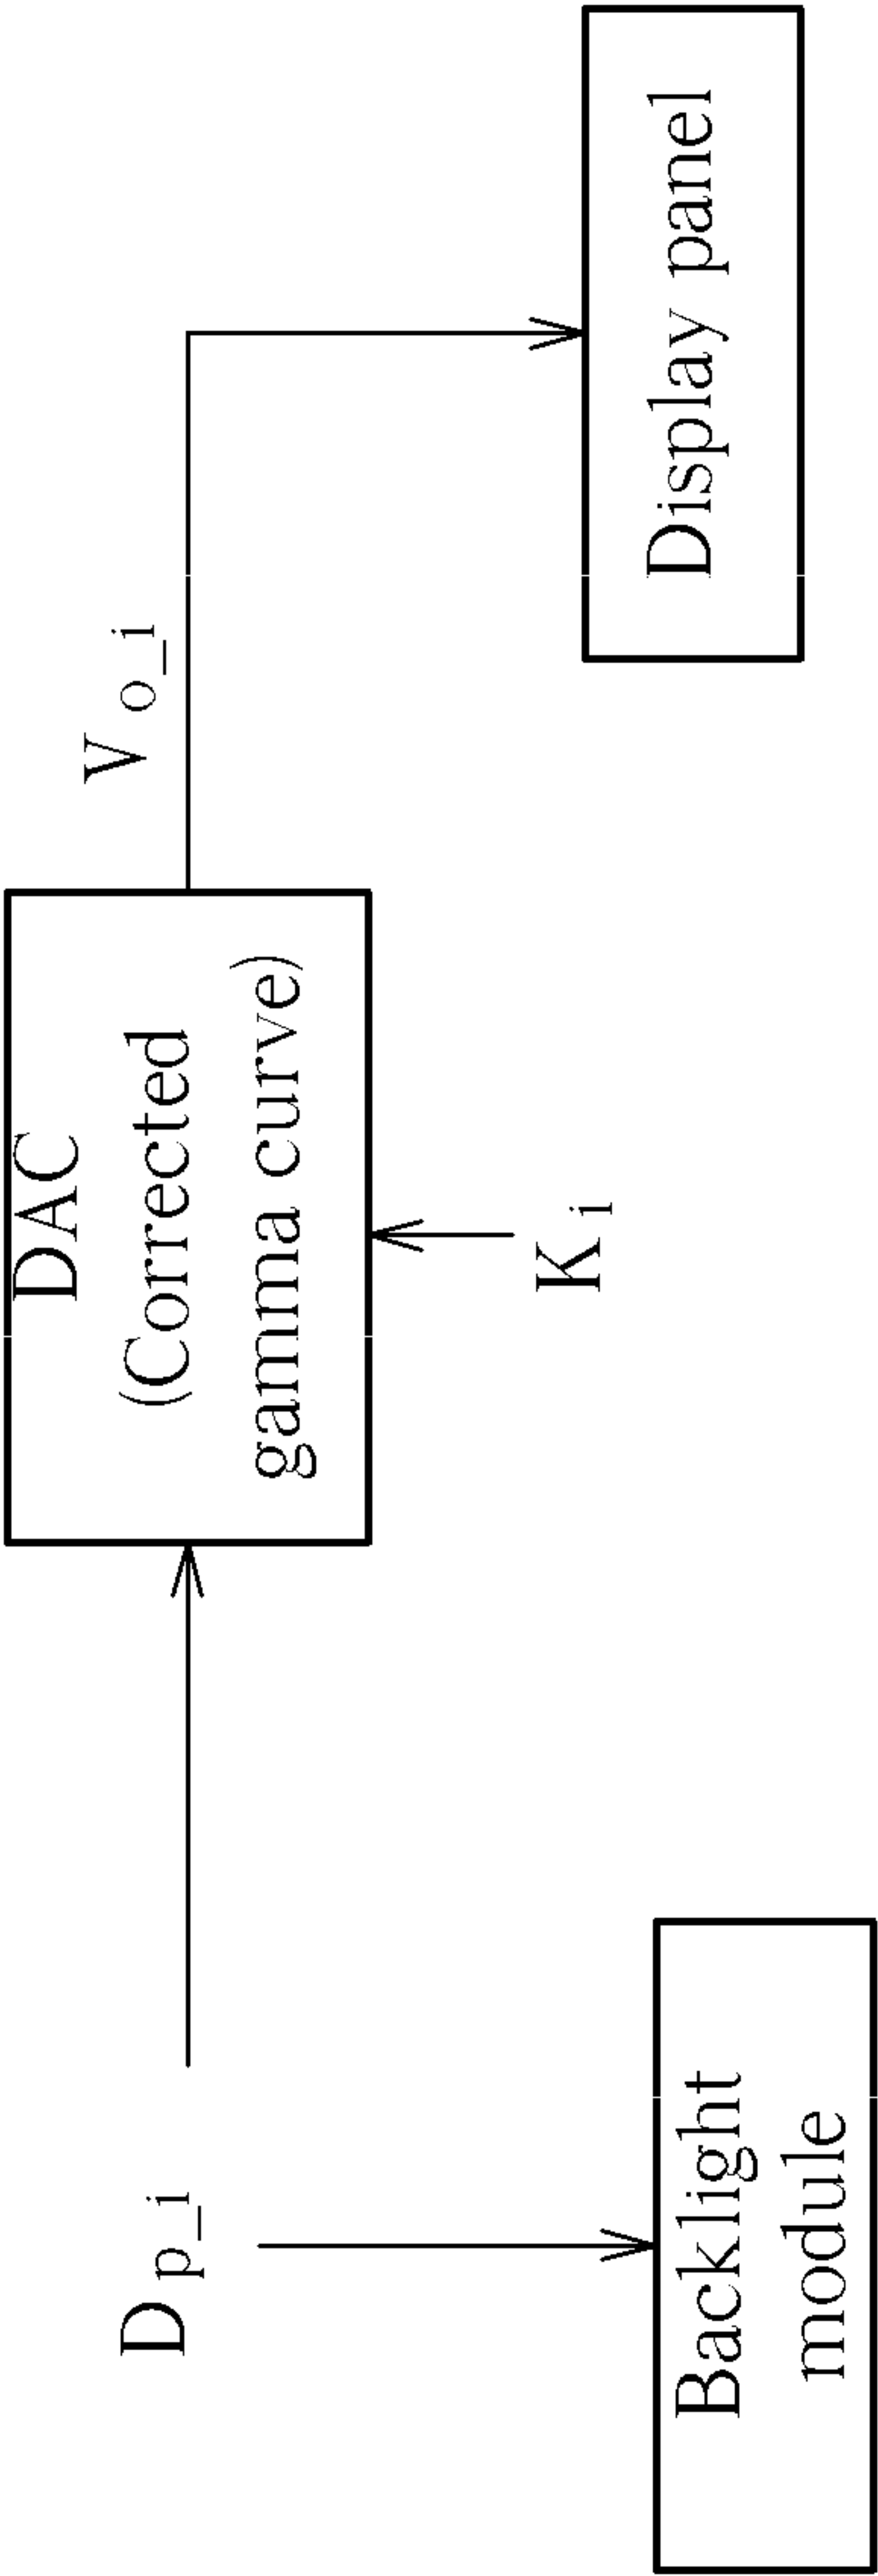 D p_i
DAC
(Corrected
gamma curve)
V o_i
K i
Backlight
module
Display panel